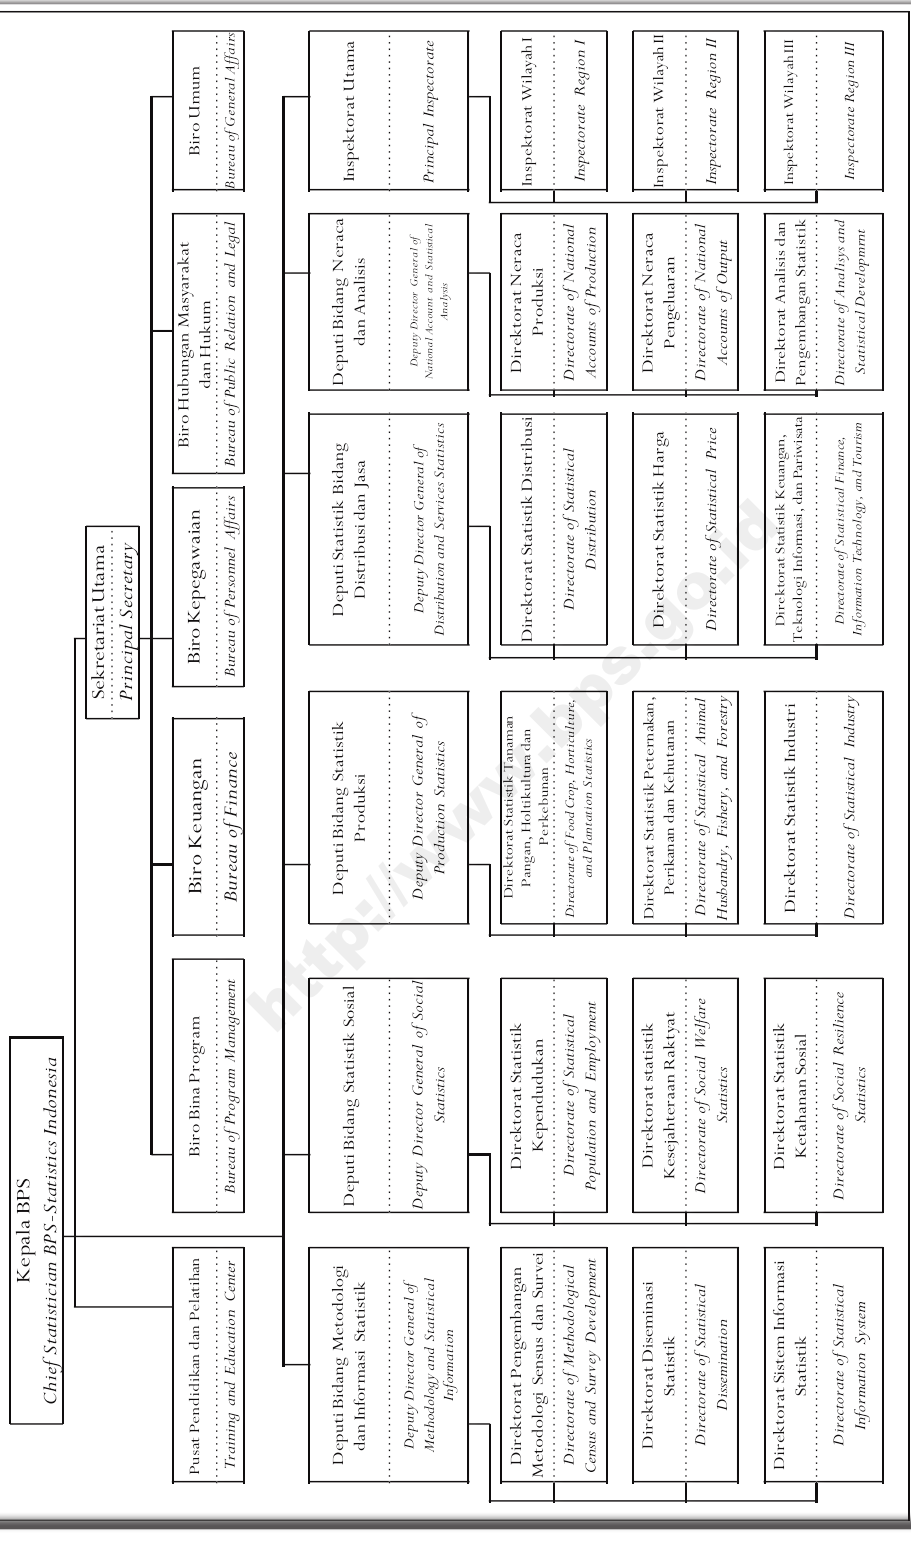 Kepala BPS
Chief Statistician BPS-Statistics Indonesia
Sekretariat Utama
Principal Secretary
Pusat Pendidikan dan Pelatihan
Training and Education Center
Biro Bina Program
Bureau of Program Management
Biro Keuangan
Bureau of Finance
Biro Kepegawaian
Bureau of Personnel Affairs
Biro Hubungan Masyarakat
dan Hukum
Bureau of Public Relation and Legal
Biro Umum
Bureau of General Affairs
Deputi Bidang Metodologi
dan Informasi Statistik
Deputy Director General of
Methodology and Statistical
Information
Deputi Bidang Statistik Sosial
Deputy Director General of Social
Statistics
Deputi Bidang Statistik
Produksi
Deputy Director General of
Production Statistics
Deputi Statistik Bidang
Distribusi dan Jasa
Deputy Director General of
Distribution and Services Statistics
Deputi Bidang Neraca
dan Analisis
Deputy Director General of
National Account and Statistical
Analysis
Inspektorat Utama
Principal Inspectorate
Direktorat Pengembangan
Metodologi Sensus dan Survei
Directorate of Methodological
Census and Survey Development
Direktorat Statistik
Kependudukan
Directorate of Statistical
Population and Employment
Direktorat Statistik Tanaman
Pangan, Holtikultura dan
Perkebunan
Directorate of Food Crop, Horticulture,
and Plantation Statistics
Direktorat Statistik Distribusi
Directorate of Statistical
Distribution
Direktorat Neraca
Produksi
Directorate of National
Accounts of Production
Inspektorat Wilayah I
Inspectorate Region I
Direktorat Diseminasi
Statistik
Directorate of Statistical
Dissemination
Direktorat statistik
Kesejahteraan Raktyat
Directorate of Social Welfare
Statistics
Direktorat Statistik Peternakan,
Perikanan dan Kehutanan
Directorate of Statistical Animal
Husbandry, Fishery, and Forestry
Direktorat Statistik Harga
Directorate of Statistical Price
Direktorat Neraca
Pengeluaran
Directorate of National
Accounts of Output
Inspektorat Wilayah II
Inspectorate Region II
Direktorat Sistem Informasi
Statistik
Directorate of Statistical
Information System
Direktorat Statistik
Ketahanan Sosial
Directorate of Social Resilience
Statistics
Direktorat Statistik Industri
Directorate of Statistical Industry
Direktorat Statistik Keuangan,
Teknologi Informasi, dan Pariwisata
Directorate of Statistical Finance,
Information Technology, and Tourism
Direktorat Analisis dan
Pengembangan Statistik
Directorate of Analisys and
Statistical Developmrnt
Inspektorat Wilayah III
Inspectorate Region III
http://www.bps.go.id